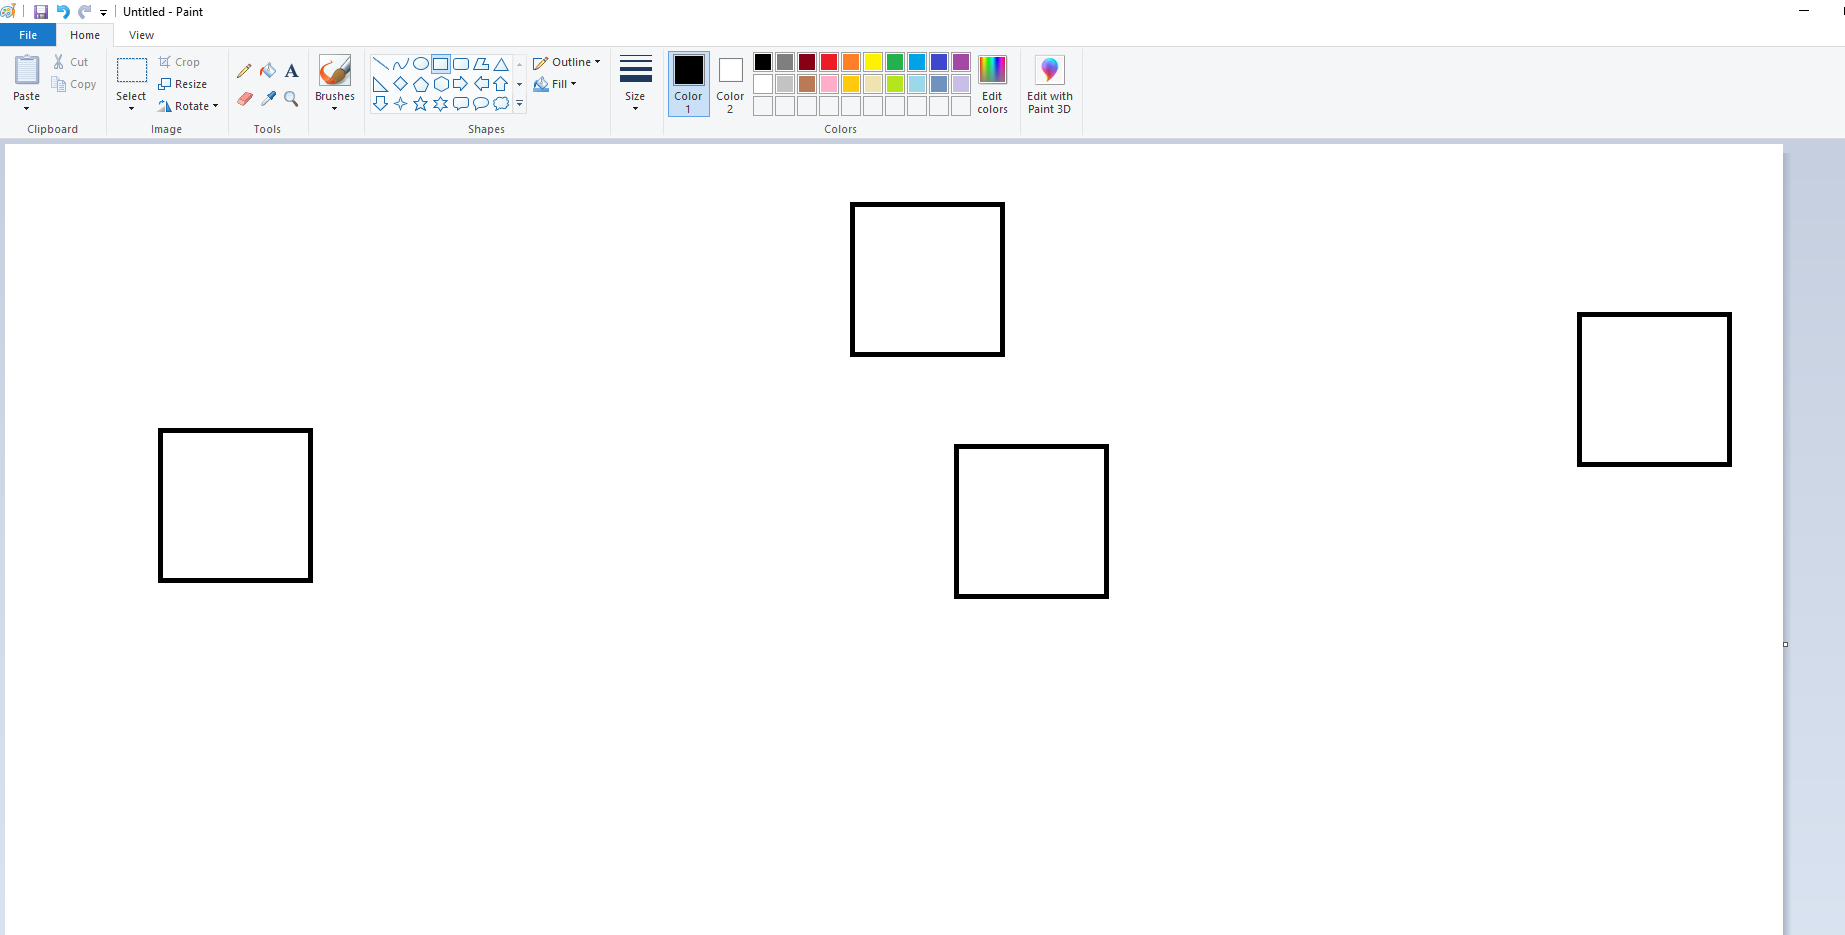 Untitled - Paint
File Home View
Paste Cut Copy Clipboard
Select Crop Resize Rotate Image
A Tools
Brushes
Outline Fill Shapes
Size
Color 1 Color 2 Edit colors Colors
Edit with Paint 3D